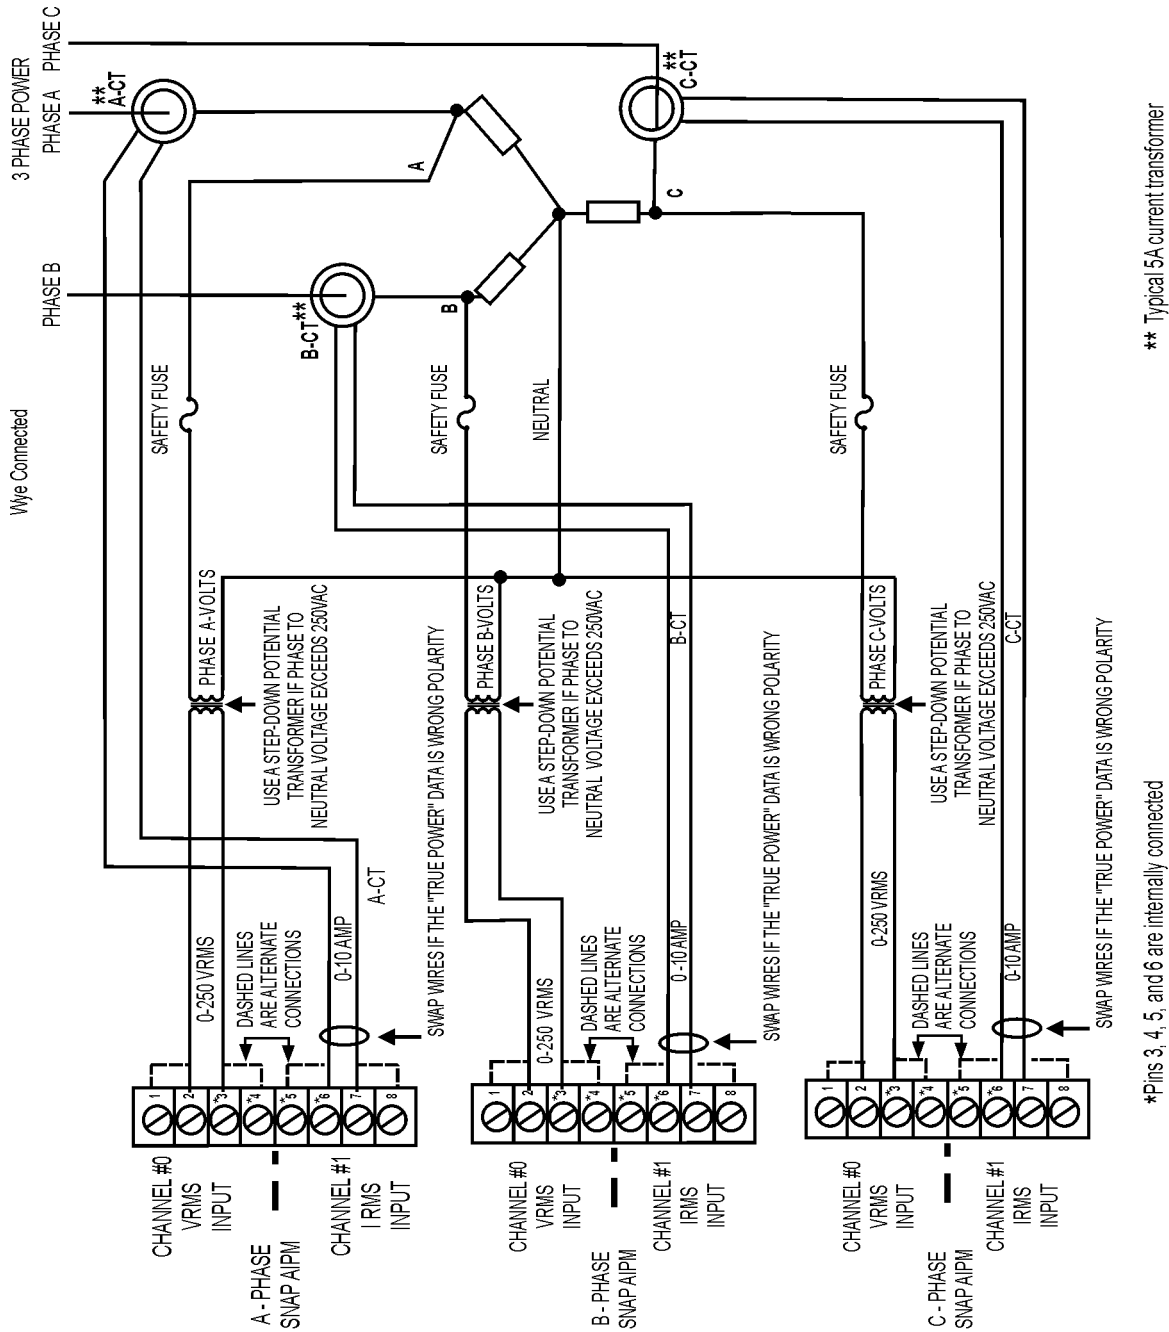 Wye Connected
3 PHASE POWER
PHASE B
PHASE A
PHASE C
**
A-CT
B-CT**
**
C-CT
A
B
C
SAFETY FUSE
SAFETY FUSE
NEUTRAL
SAFETY FUSE
PHASE A-VOLTS
USE A STEP-DOWN POTENTIAL
TRANSFORMER IF PHASE TO
NEUTRAL VOLTAGE EXCEEDS 250VAC
PHASE B-VOLTS
USE A STEP-DOWN POTENTIAL
TRANSFORMER IF PHASE TO
NEUTRAL VOLTAGE EXCEEDS 250VAC
B-CT
PHASE C-VOLTS
USE A STEP-DOWN POTENTIAL
TRANSFORMER IF PHASE TO
NEUTRAL VOLTAGE EXCEEDS 250VAC
C-CT
0-250 VRMS
DASHED LINES
ARE ALTERNATE
CONNECTIONS
0-10 AMP
A-CT
SWAP WIRES IF THE "TRUE POWER" DATA IS WRONG POLARITY
0-250 VRMS
DASHED LINES
ARE ALTERNATE
CONNECTIONS
0-10 AMP
SWAP WIRES IF THE "TRUE POWER" DATA IS WRONG POLARITY
0-250 VRMS
DASHED LINES
ARE ALTERNATE
CONNECTIONS
0-10 AMP
SWAP WIRES IF THE "TRUE POWER" DATA IS WRONG POLARITY
1 2 *3 *4 *5 *6 7 8
1 2 *3 *4 *5 *6 7 8
1 2 *3 *4 *5 *6 7 8
CHANNEL #0
VRMS
INPUT
CHANNEL #1
I RMS
INPUT
A - PHASE
SNAP AIPM
CHANNEL #0
VRMS
INPUT
CHANNEL #1
IRMS
INPUT
B - PHASE
SNAP AIPM
CHANNEL #0
VRMS
INPUT
CHANNEL #1
IRMS
INPUT
C - PHASE
SNAP AIPM
*Pins 3, 4, 5, and 6 are internally connected
** Typical 5A current transformer